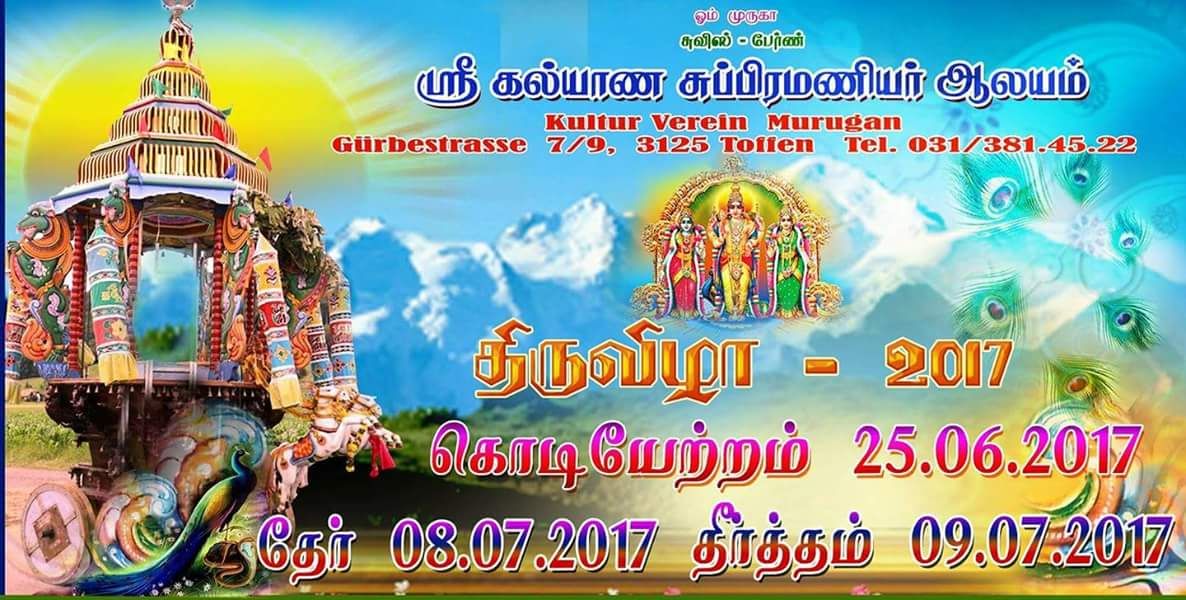 ஓம் முருகா
சுவிஸ் - பேர்ண்
ஸ்ரீ கல்யாண சுப்பிரமணியர் ஆலயம்
Kultur Verein Murugan
Gürbestrasse 7/9, 3125 Toffen Tel. 031/381.45.22
திருவிழா - 2017
கொடியேற்றம் 25.06.2017
தேர் 08.07.2017 தீர்த்தம் 09.07.2017